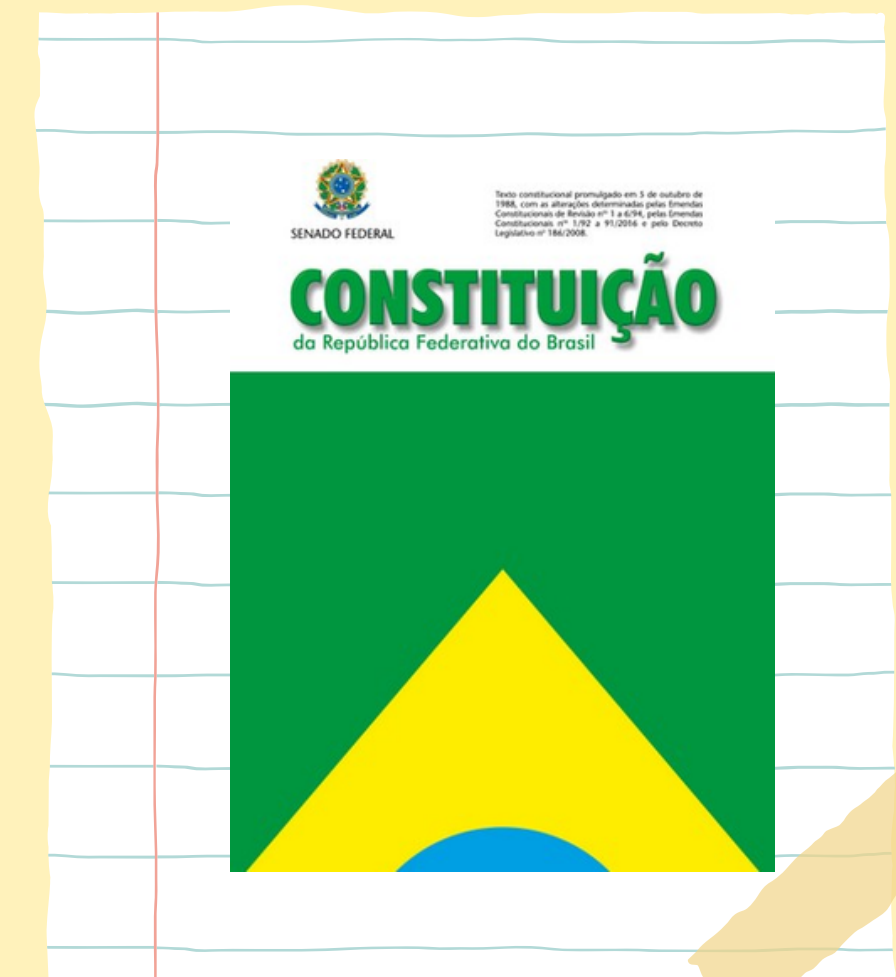 SENADO FEDERAL
Texto constitucional promulgado em 5 de outubro de
1988, com as alterações determinadas pelas Emendas
Constitucionais de Revisão nºˢ 1 a 6/94, pelas Emendas
Constitucionais nºˢ 1/92 a 91/2016 e pelo Decreto
Legislativo nº 186/2008.
CONSTITUIÇÃO
da República Federativa do Brasil